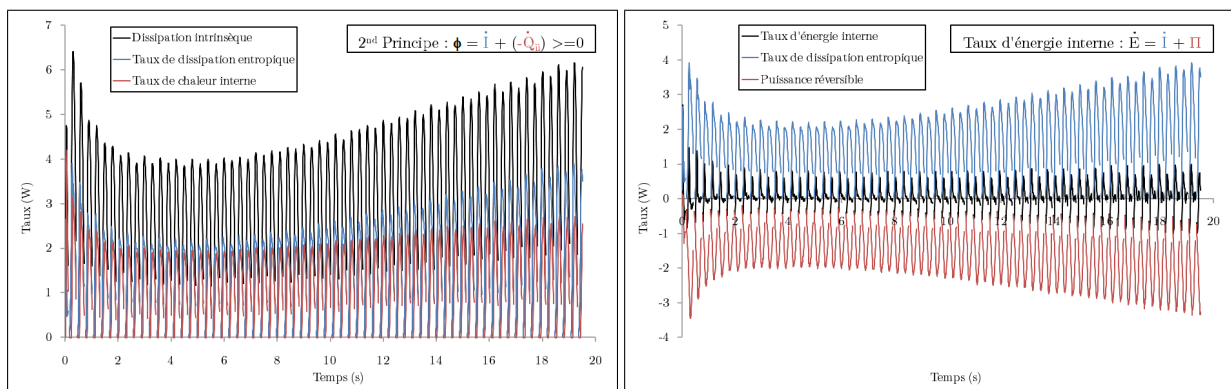 Dissipation intrinsèque
Taux de dissipation entropique
Taux de chaleur interne
2nd Principe : ϕ = İ + (-Q̇ii) >=0
7
6
5
4
3
2
1
0
Taux (W)
0 2 4 6 8 10 12 14 16 18 20
Temps (s)
Taux d'énergie interne
Taux de dissipation entropique
Puissance réversible
Taux d'énergie interne : Ė = İ + Π
5
4
3
2
1
0
-1
-2
-3
-4
Taux (W)
0 2 4 6 8 10 12 14 16 18 20
Temps (s)